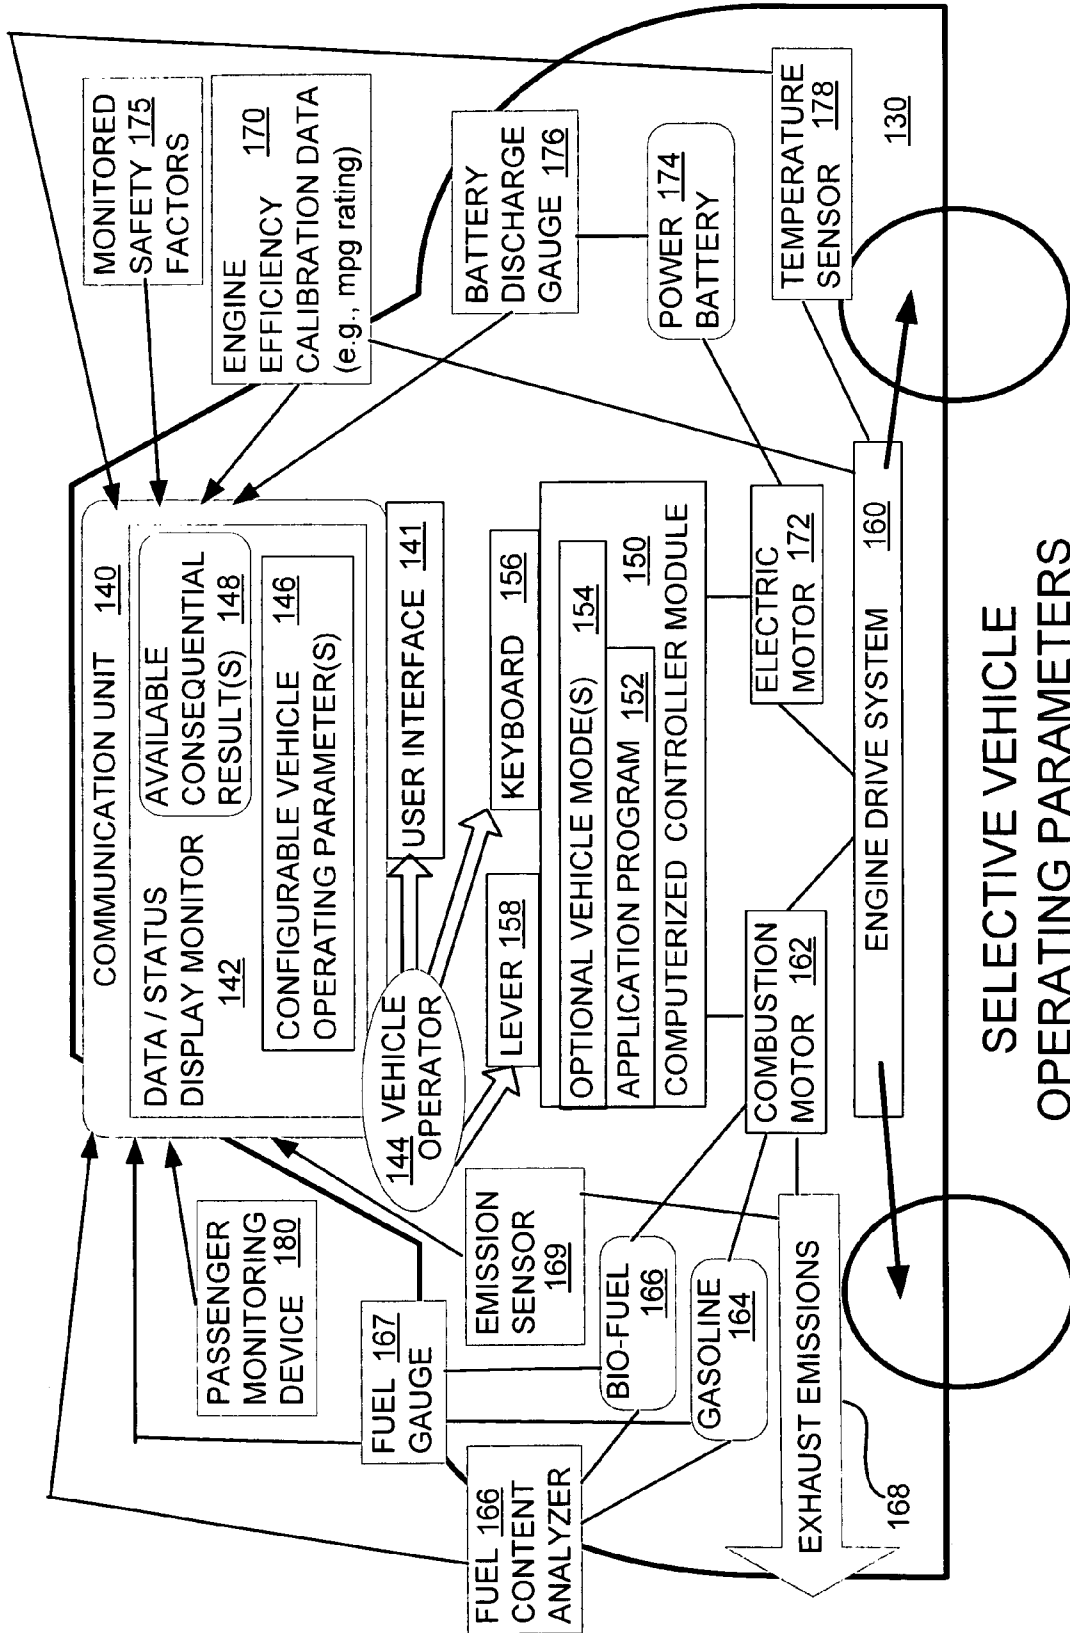 COMMUNICATION UNIT 140
DATA / STATUS
DISPLAY MONITOR
142
AVAILABLE
CONSEQUENTIAL
RESULT(S) 148
CONFIGURABLE VEHICLE 146
OPERATING PARAMETER(S)
MONITORED
SAFETY 175
FACTORS
ENGINE
EFFICIENCY 170
CALIBRATION DATA
(e.g., mpg rating)
PASSENGER
MONITORING
DEVICE 180
144 VEHICLE
OPERATOR
USER INTERFACE 141
FUEL 167
GAUGE
FUEL 166
CONTENT
ANALYZER
EMISSION
SENSOR
169
LEVER 158
KEYBOARD 156
BATTERY
DISCHARGE
GAUGE 176
OPTIONAL VEHICLE MODE(S) 154
APPLICATION PROGRAM 152
150
COMPUTERIZED CONTROLLER MODULE
BIO-FUEL
166
GASOLINE
164
POWER 174
BATTERY
COMBUSTION
MOTOR 162
ELECTRIC
MOTOR 172
TEMPERATURE
SENSOR 178
EXHAUST EMISSIONS
168
ENGINE DRIVE SYSTEM 160
130
SELECTIVE VEHICLE
OPERATING PARAMETERS